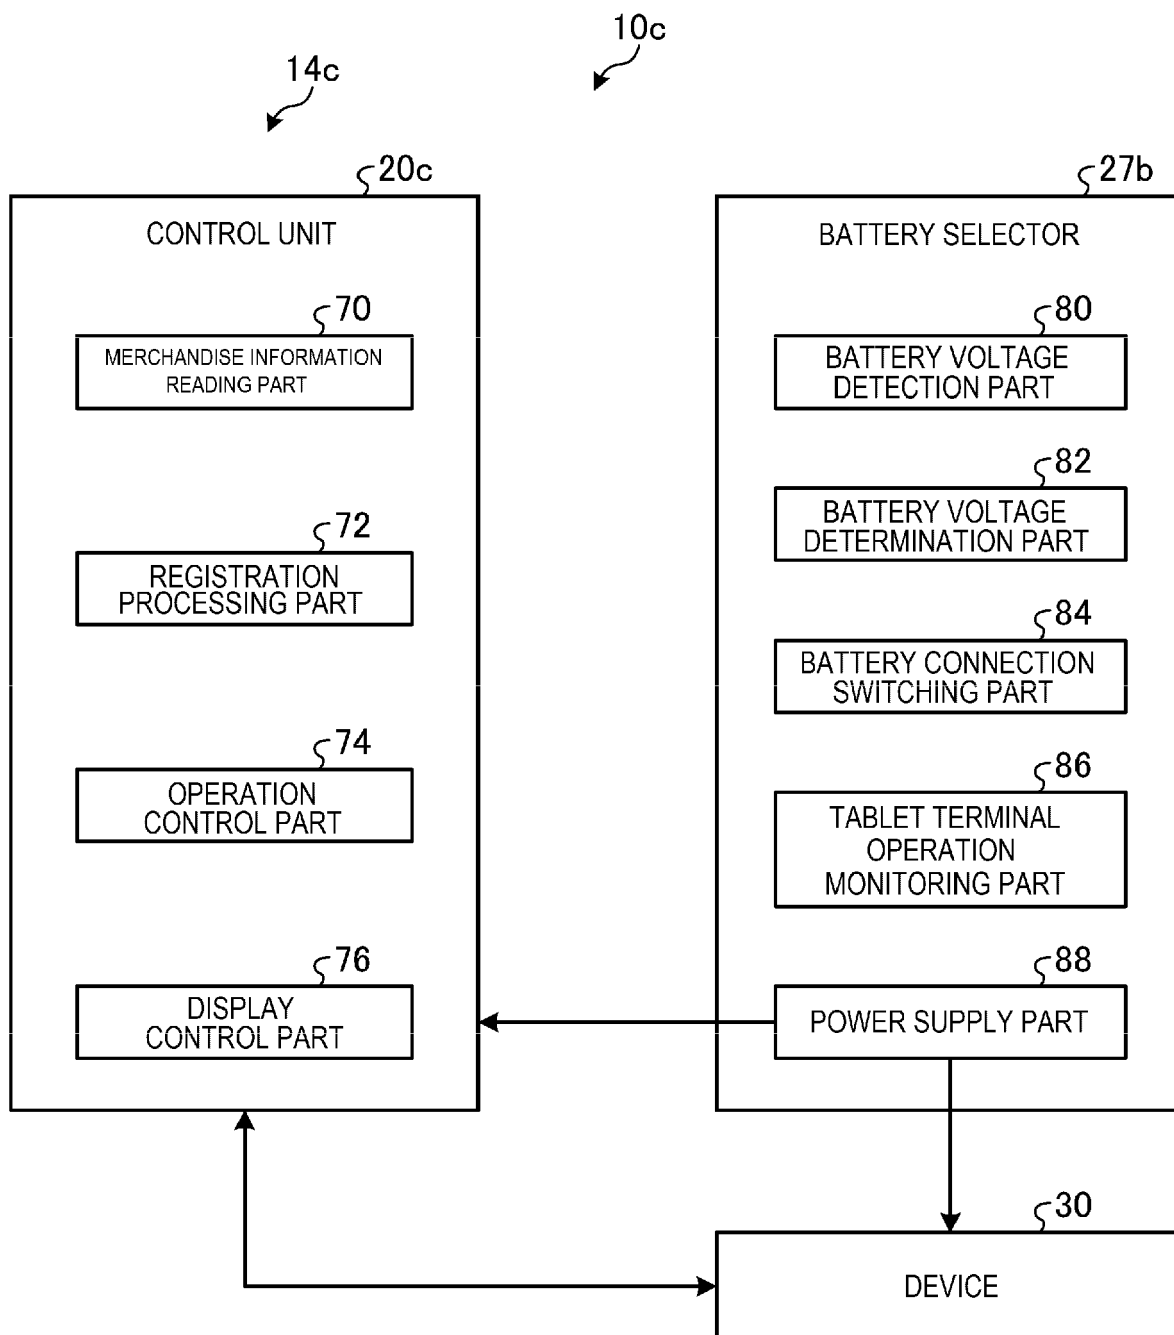 10c
14c
20c
CONTROL UNIT
70
MERCHANDISE INFORMATION
READING PART
72
REGISTRATION
PROCESSING PART
74
OPERATION
CONTROL PART
76
DISPLAY
CONTROL PART
27b
BATTERY SELECTOR
80
BATTERY VOLTAGE
DETECTION PART
82
BATTERY VOLTAGE
DETERMINATION PART
84
BATTERY CONNECTION
SWITCHING PART
86
TABLET TERMINAL
OPERATION
MONITORING PART
88
POWER SUPPLY PART
30
DEVICE